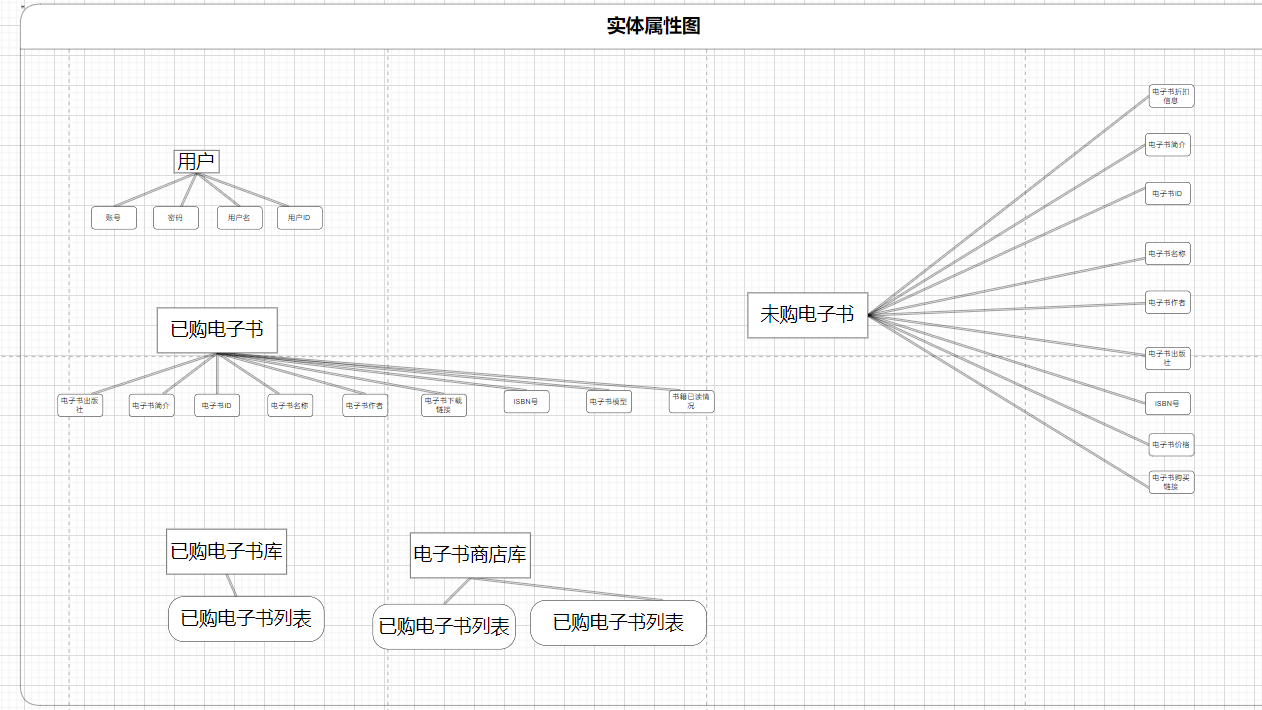 实体属性图
用户
账号
密码
用户名
用户ID
已购电子书
电子书出版
社
电子书简介
电子书ID
电子书名称
电子书作者
电子书下载
链接
ISBN号
电子书模型
书籍已读情
况
未购电子书
电子书折扣
信息
电子书简介
电子书ID
电子书名称
电子书作者
电子书出版
社
ISBN号
电子书价格
电子书购买
链接
已购电子书库
已购电子书列表
电子书商店库
已购电子书列表
已购电子书列表